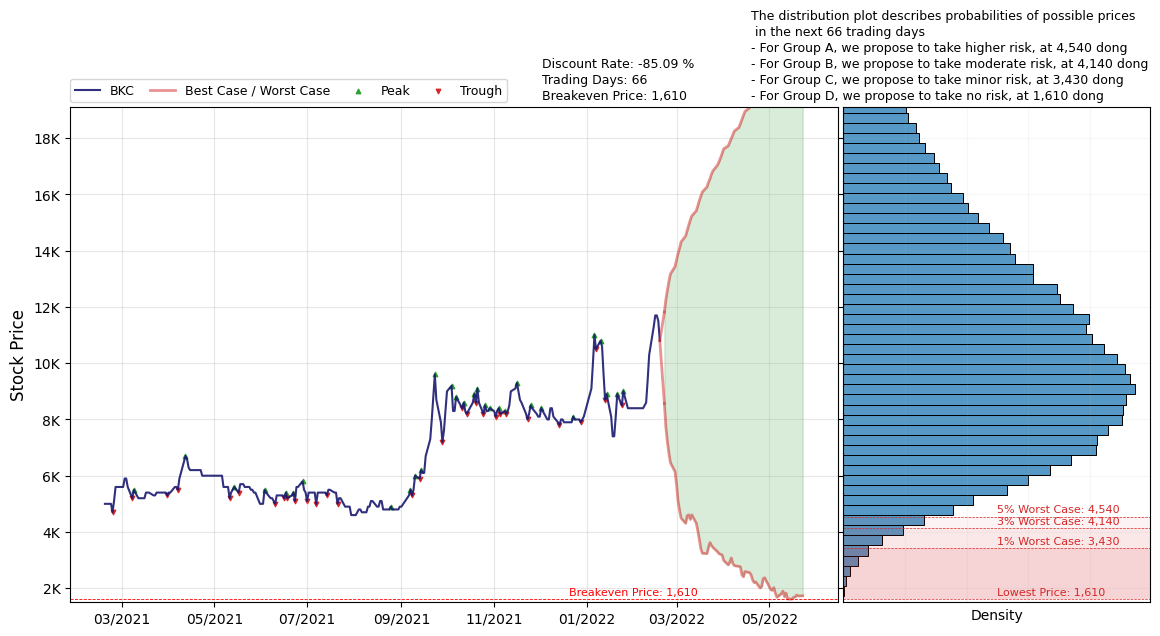 The distribution plot describes probabilities of possible prices
in the next 66 trading days
- For Group A, we propose to take higher risk, at 4,540 dong
- For Group B, we propose to take moderate risk, at 4,140 dong
- For Group C, we propose to take minor risk, at 3,430 dong
- For Group D, we propose to take no risk, at 1,610 dong
Discount Rate: -85.09 %
Trading Days: 66
Breakeven Price: 1,610
BKC
Best Case / Worst Case
Peak
Trough
Stock Price
18K
16K
14K
12K
10K
8K
6K
4K
2K
Breakeven Price: 1,610
03/2021
05/2021
07/2021
09/2021
11/2021
01/2022
03/2022
05/2022
5% Worst Case: 4,540
3% Worst Case: 4,140
1% Worst Case: 3,430
Lowest Price: 1,610
Density